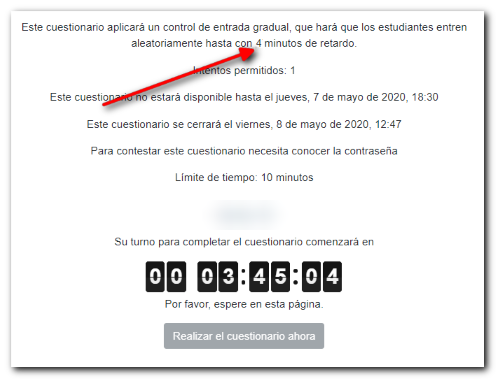 Este cuestionario aplicará un control de entrada gradual, que hará que los estudiantes entren
aleatoriamente hasta con 4 minutos de retardo.
Intentos permitidos: 1
Este cuestionario no estará disponible hasta el jueves, 7 de mayo de 2020, 18:30
Este cuestionario se cerrará el viernes, 8 de mayo de 2020, 12:47
Para contestar este cuestionario necesita conocer la contraseña
Límite de tiempo: 10 minutos
Su turno para completar el cuestionario comenzará en
00 03:45:04
Por favor, espere en esta página.
Realizar el cuestionario ahora